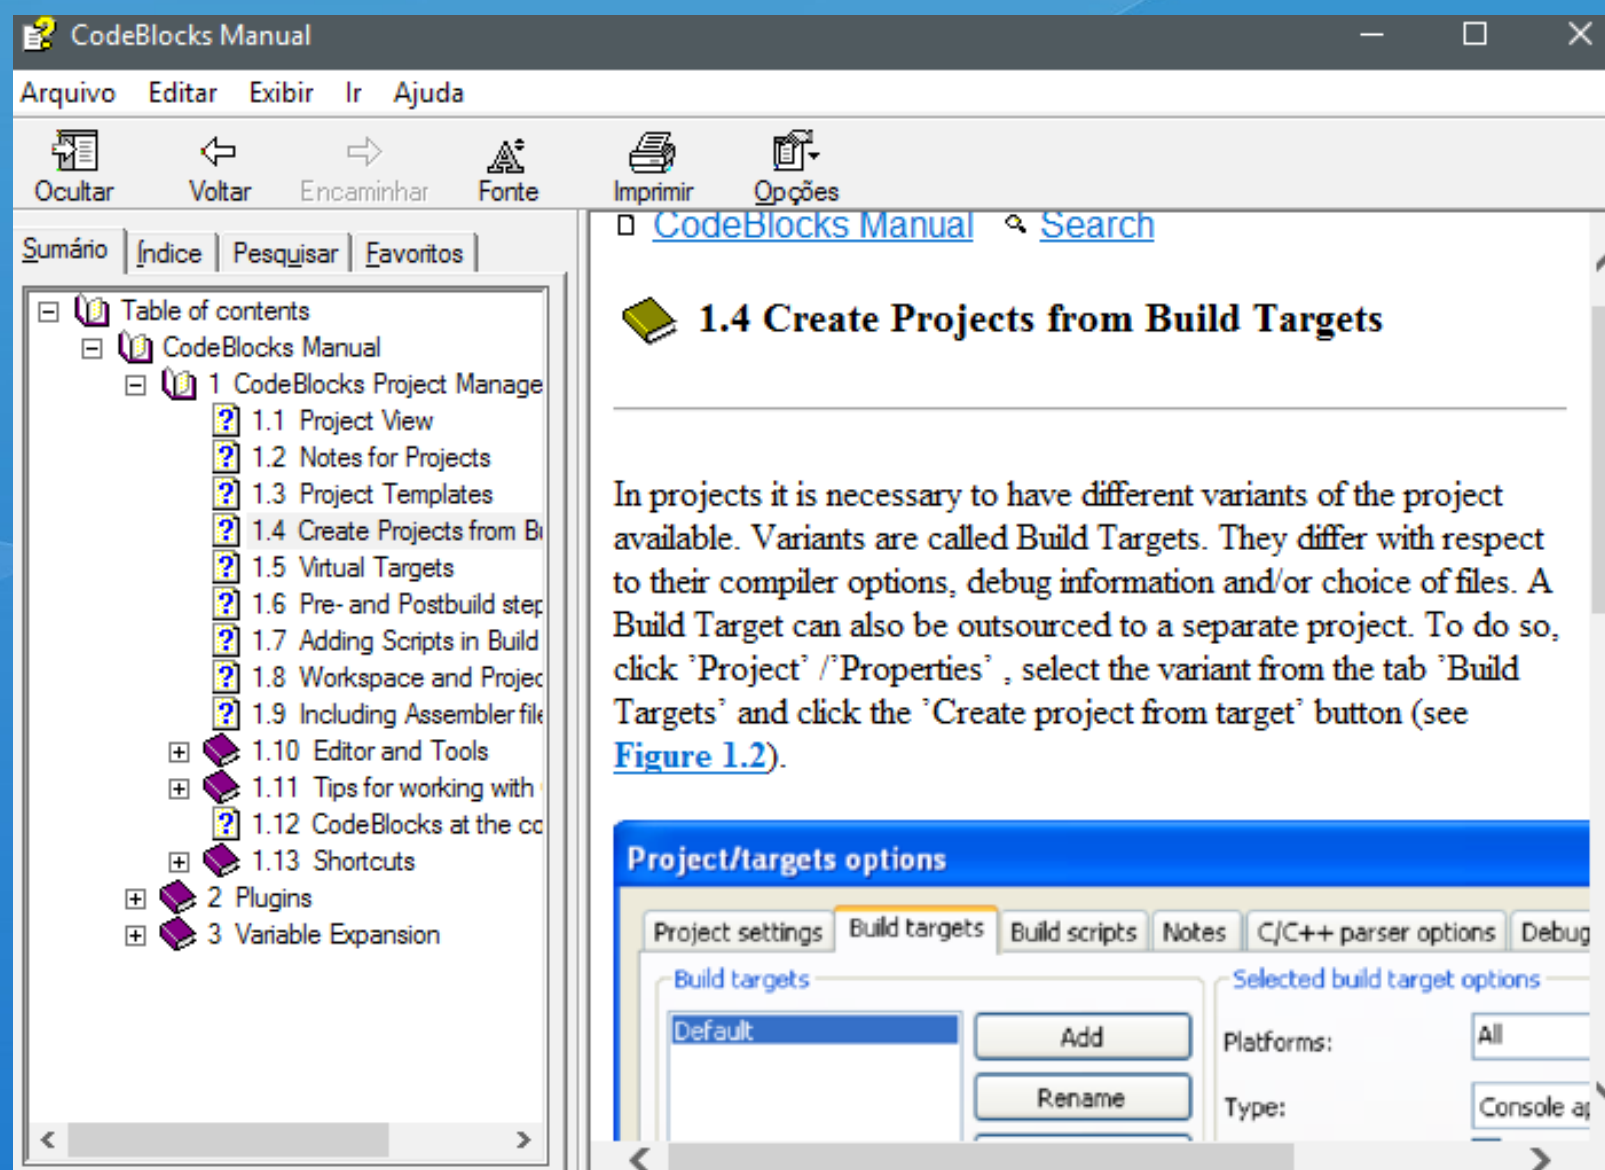 CodeBlocks Manual
Arquivo Editar Exibir Ir Ajuda
Ocultar Voltar Encaminhar Fonte Imprimir Opções
Sumário Índice Pesquisar Favoritos
Table of contents
CodeBlocks Manual
1 CodeBlocks Project Manage
1.1 Project View
1.2 Notes for Projects
1.3 Project Templates
1.4 Create Projects from Bu
1.5 Virtual Targets
1.6 Pre- and Postbuild step
1.7 Adding Scripts in Build
1.8 Workspace and Projec
1.9 Including Assembler file
1.10 Editor and Tools
1.11 Tips for working with
1.12 CodeBlocks at the co
1.13 Shortcuts
2 Plugins
3 Variable Expansion
CodeBlocks Manual Search
1.4 Create Projects from Build Targets
In projects it is necessary to have different variants of the project
available. Variants are called Build Targets. They differ with respect
to their compiler options, debug information and/or choice of files. A
Build Target can also be outsourced to a separate project. To do so,
click ’Project’ /’Properties’ , select the variant from the tab ’Build
Targets’ and click the ’Create project from target’ button (see
Figure 1.2).
Project/targets options
Project settings Build targets Build scripts Notes C/C++ parser options Debug
Build targets Selected build target options
Default Add Platforms: All
Rename Type: Console ap